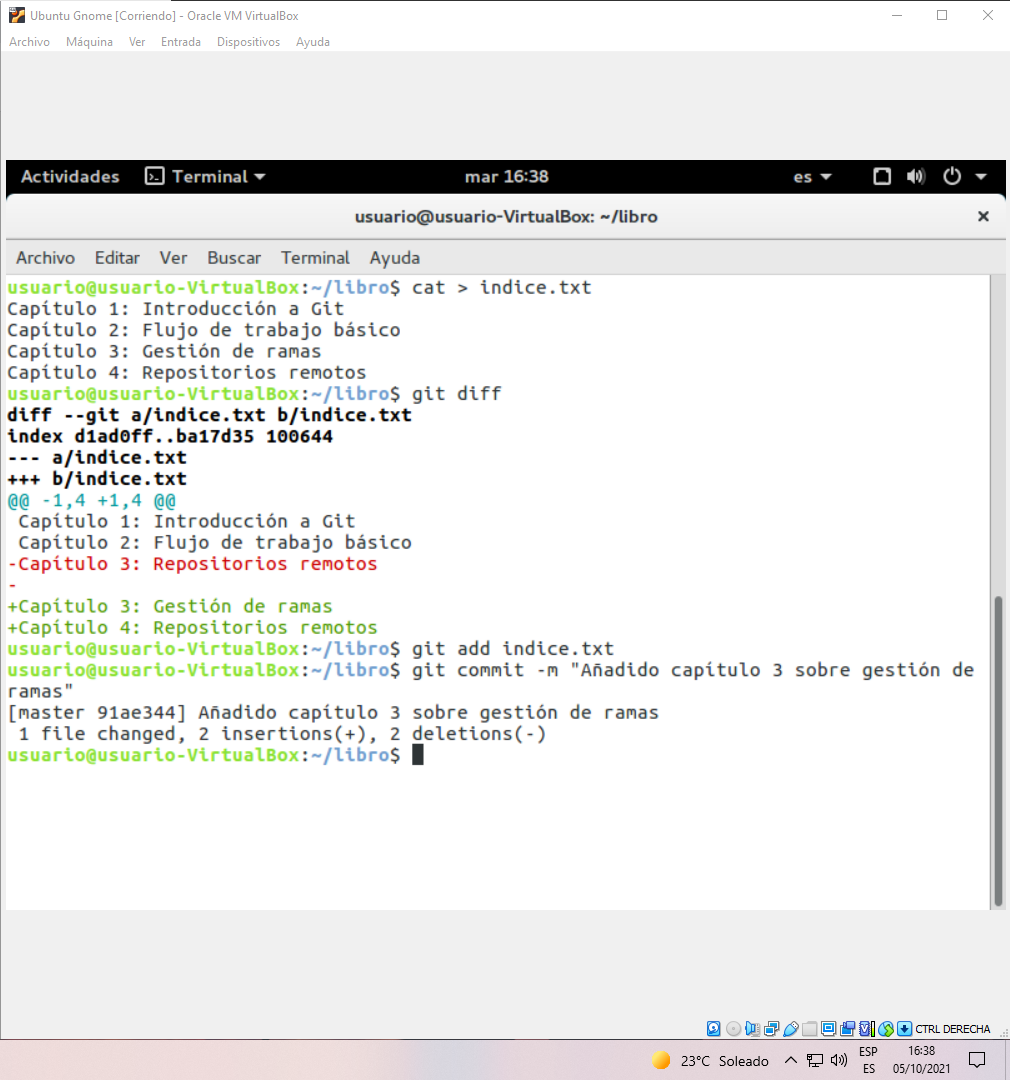 Ubuntu Gnome [Corriendo] - Oracle VM VirtualBox
Archivo Máquina Ver Entrada Dispositivos Ayuda
Actividades Terminal mar 16:38 es
usuario@usuario-VirtualBox: ~/libro
Archivo Editar Ver Buscar Terminal Ayuda
usuario@usuario-VirtualBox:~/libro$ cat > indice.txt
Capítulo 1: Introducción a Git
Capítulo 2: Flujo de trabajo básico
Capítulo 3: Gestión de ramas
Capítulo 4: Repositorios remotos
usuario@usuario-VirtualBox:~/libro$ git diff
diff --git a/indice.txt b/indice.txt
index d1ad0ff..ba17d35 100644
--- a/indice.txt
+++ b/indice.txt
@@ -1,4 +1,4 @@
 Capítulo 1: Introducción a Git
 Capítulo 2: Flujo de trabajo básico
-Capítulo 3: Repositorios remotos
-
+Capítulo 3: Gestión de ramas
+Capítulo 4: Repositorios remotos
usuario@usuario-VirtualBox:~/libro$ git add indice.txt
usuario@usuario-VirtualBox:~/libro$ git commit -m "Añadido capítulo 3 sobre gestión de
ramas"
[master 91ae344] Añadido capítulo 3 sobre gestión de ramas
 1 file changed, 2 insertions(+), 2 deletions(-)
usuario@usuario-VirtualBox:~/libro$
CTRL DERECHA
23°C Soleado
ESP
ES
16:38
05/10/2021